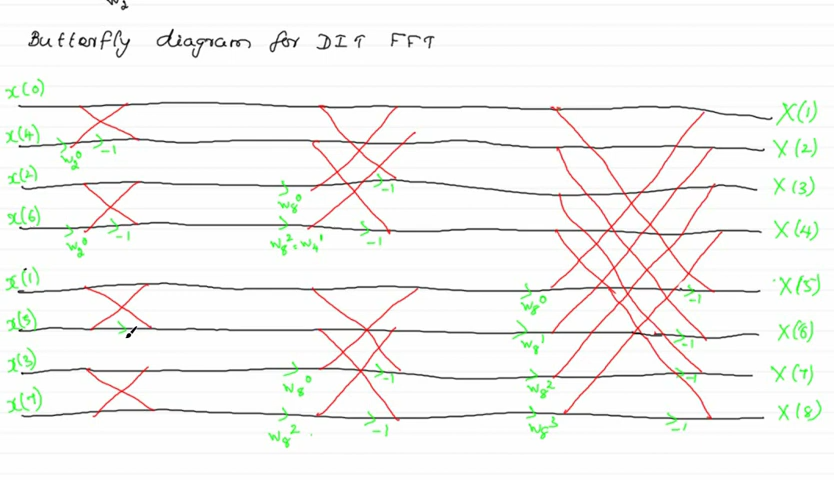 W2
Butterfly diagram for DIT FFT
x(0) X(1)
x(4) W2^0 -1 X(2)
x(2) W8^0 -1 X(3)
x(6) W2^0 -1 W8^2 = W4^1 -1 X(4)
x(1) W8^0 -1 X(5)
x(5) W8^1 -1 X(6)
x(3) W8^0 -1 W8^2 -1 X(7)
x(7) W8^2 -1 W8^3 -1 X(8)